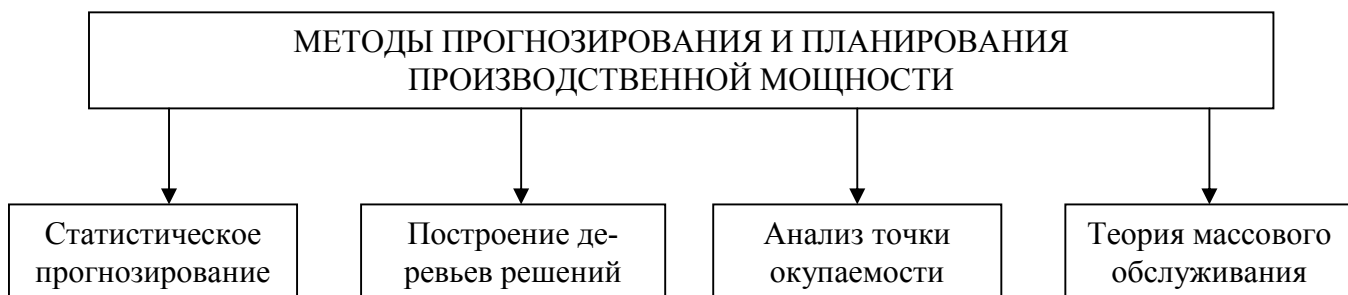 МЕТОДЫ ПРОГНОЗИРОВАНИЯ И ПЛАНИРОВАНИЯ
ПРОИЗВОДСТВЕННОЙ МОЩНОСТИ
Статистическое
прогнозирование
Построение де-
ревьев решений
Анализ точки
окупаемости
Теория массового
обслуживания